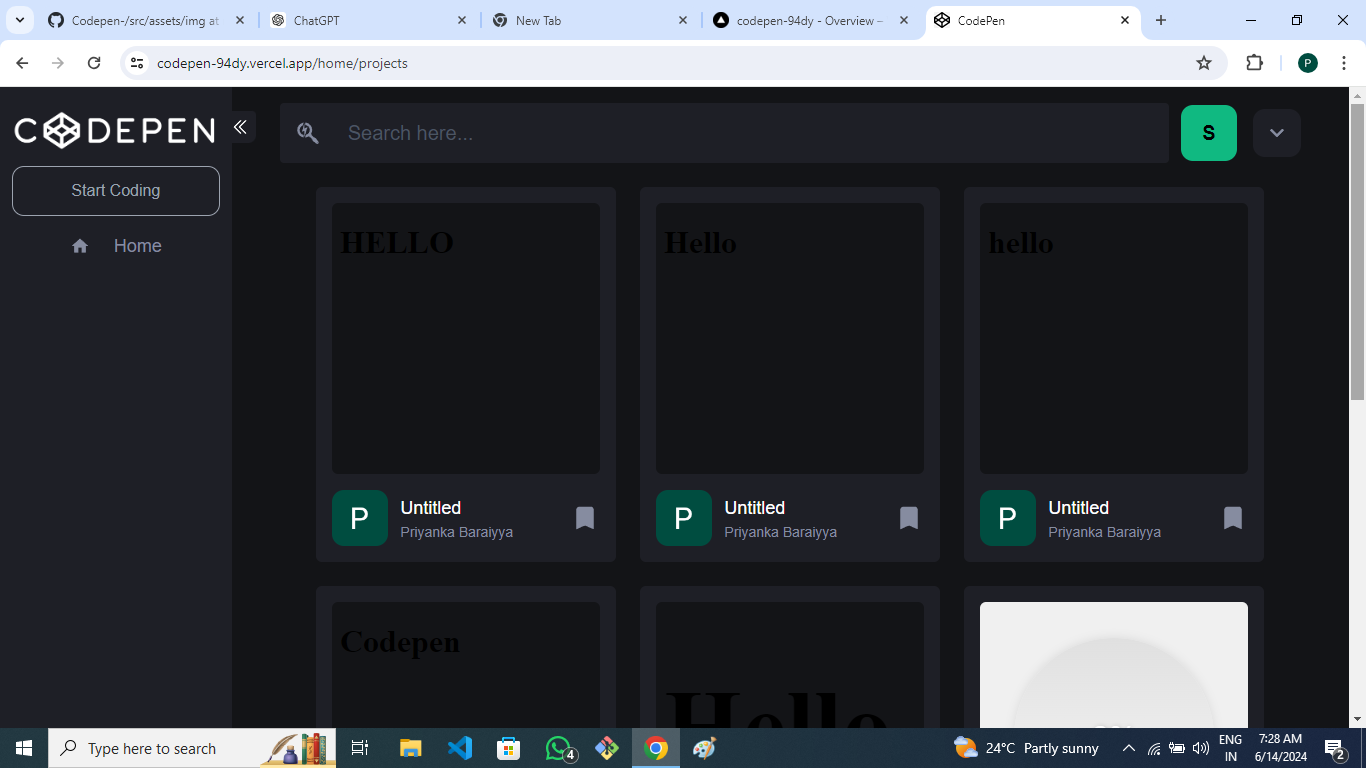 Codepen-/src/assets/img at
ChatGPT
New Tab
codepen-94dy - Overview –
CodePen
codepen-94dy.vercel.app/home/projects
P
CODEPEN
Search here...
S
Start Coding
Home
HELLO
Hello
hello
P
Untitled
Priyanka Baraiyya
P
Untitled
Priyanka Baraiyya
P
Untitled
Priyanka Baraiyya
Codepen
Hello
Type here to search
4
24°C Partly sunny
ENG
IN
7:28 AM
6/14/2024
2